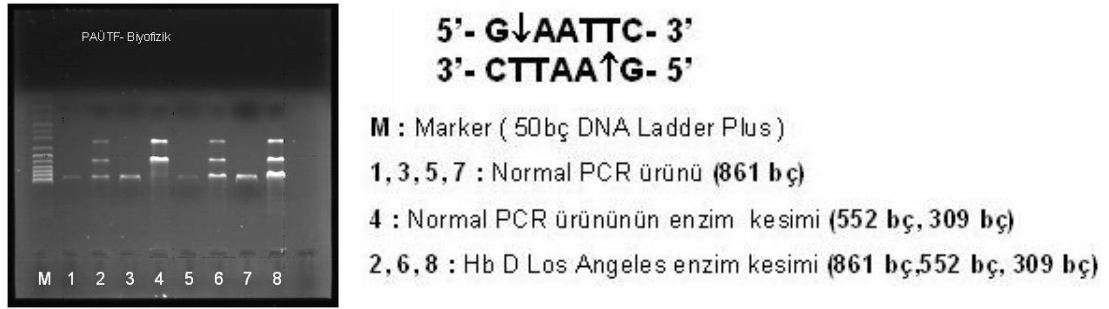 PAÜTF- Biyofizik
M 1 2 3 4 5 6 7 8
5’- G↓AATTC- 3’
3’- CTTAA↑G- 5’
M : Marker ( 50bç DNA Ladder Plus )
1, 3, 5, 7 : Normal PCR ürünü (861 bç)
4 : Normal PCR ürününün enzim kesimi (552 bç, 309 bç)
2, 6, 8 : Hb D Los Angeles enzim kesimi (861 bç,552 bç, 309 bç)